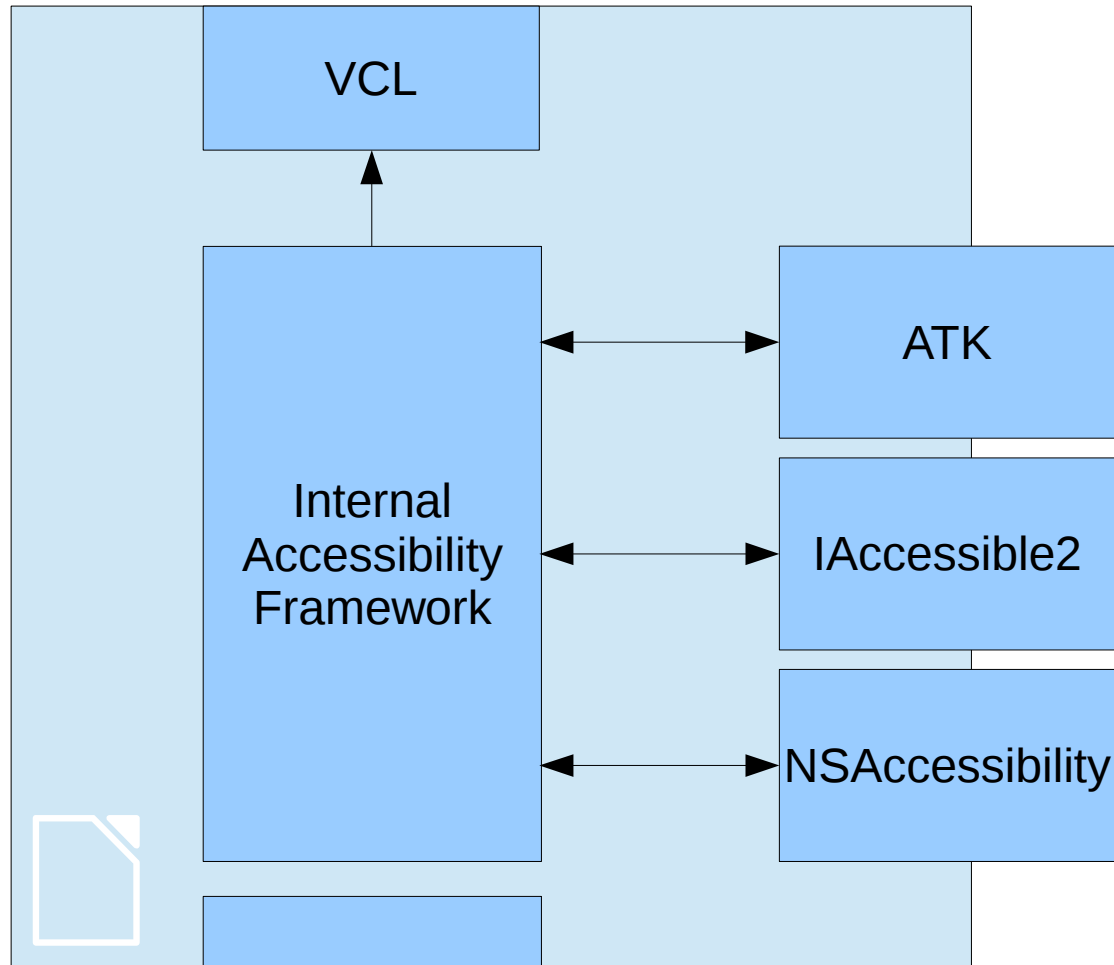 VCL
ATK
Internal
Accessibility
Framework
IAccessible2
NSAccessibility